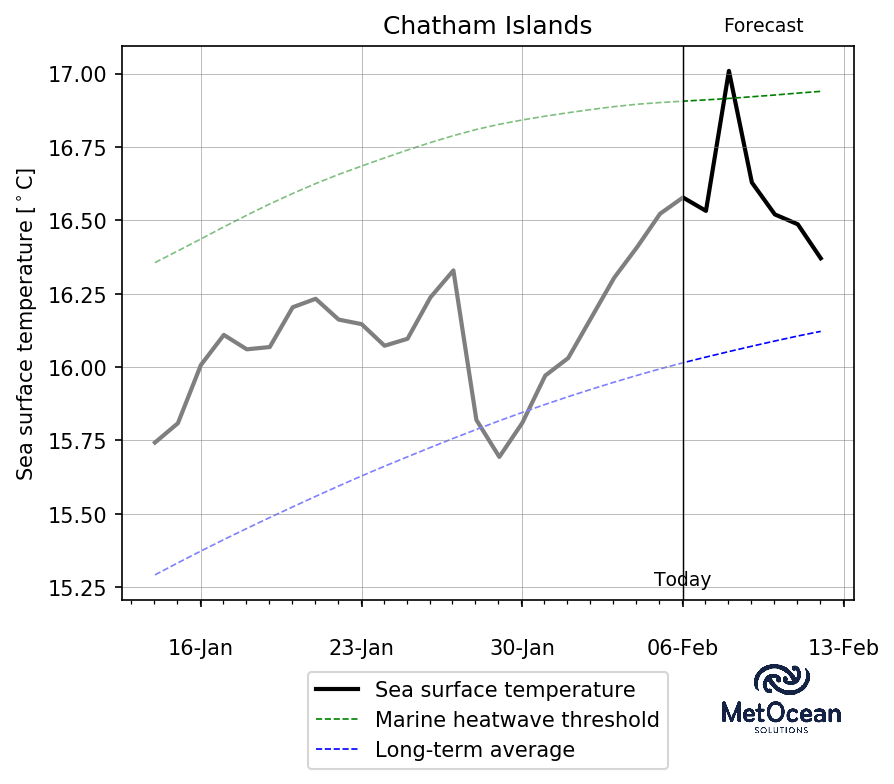 Chatham Islands
Forecast
Sea surface temperature [°C]
17.00
16.75
16.50
16.25
16.00
15.75
15.50
15.25
Today
16-Jan
23-Jan
30-Jan
06-Feb
13-Feb
Sea surface temperature
Marine heatwave threshold
Long-term average
MetOcean
SOLUTIONS